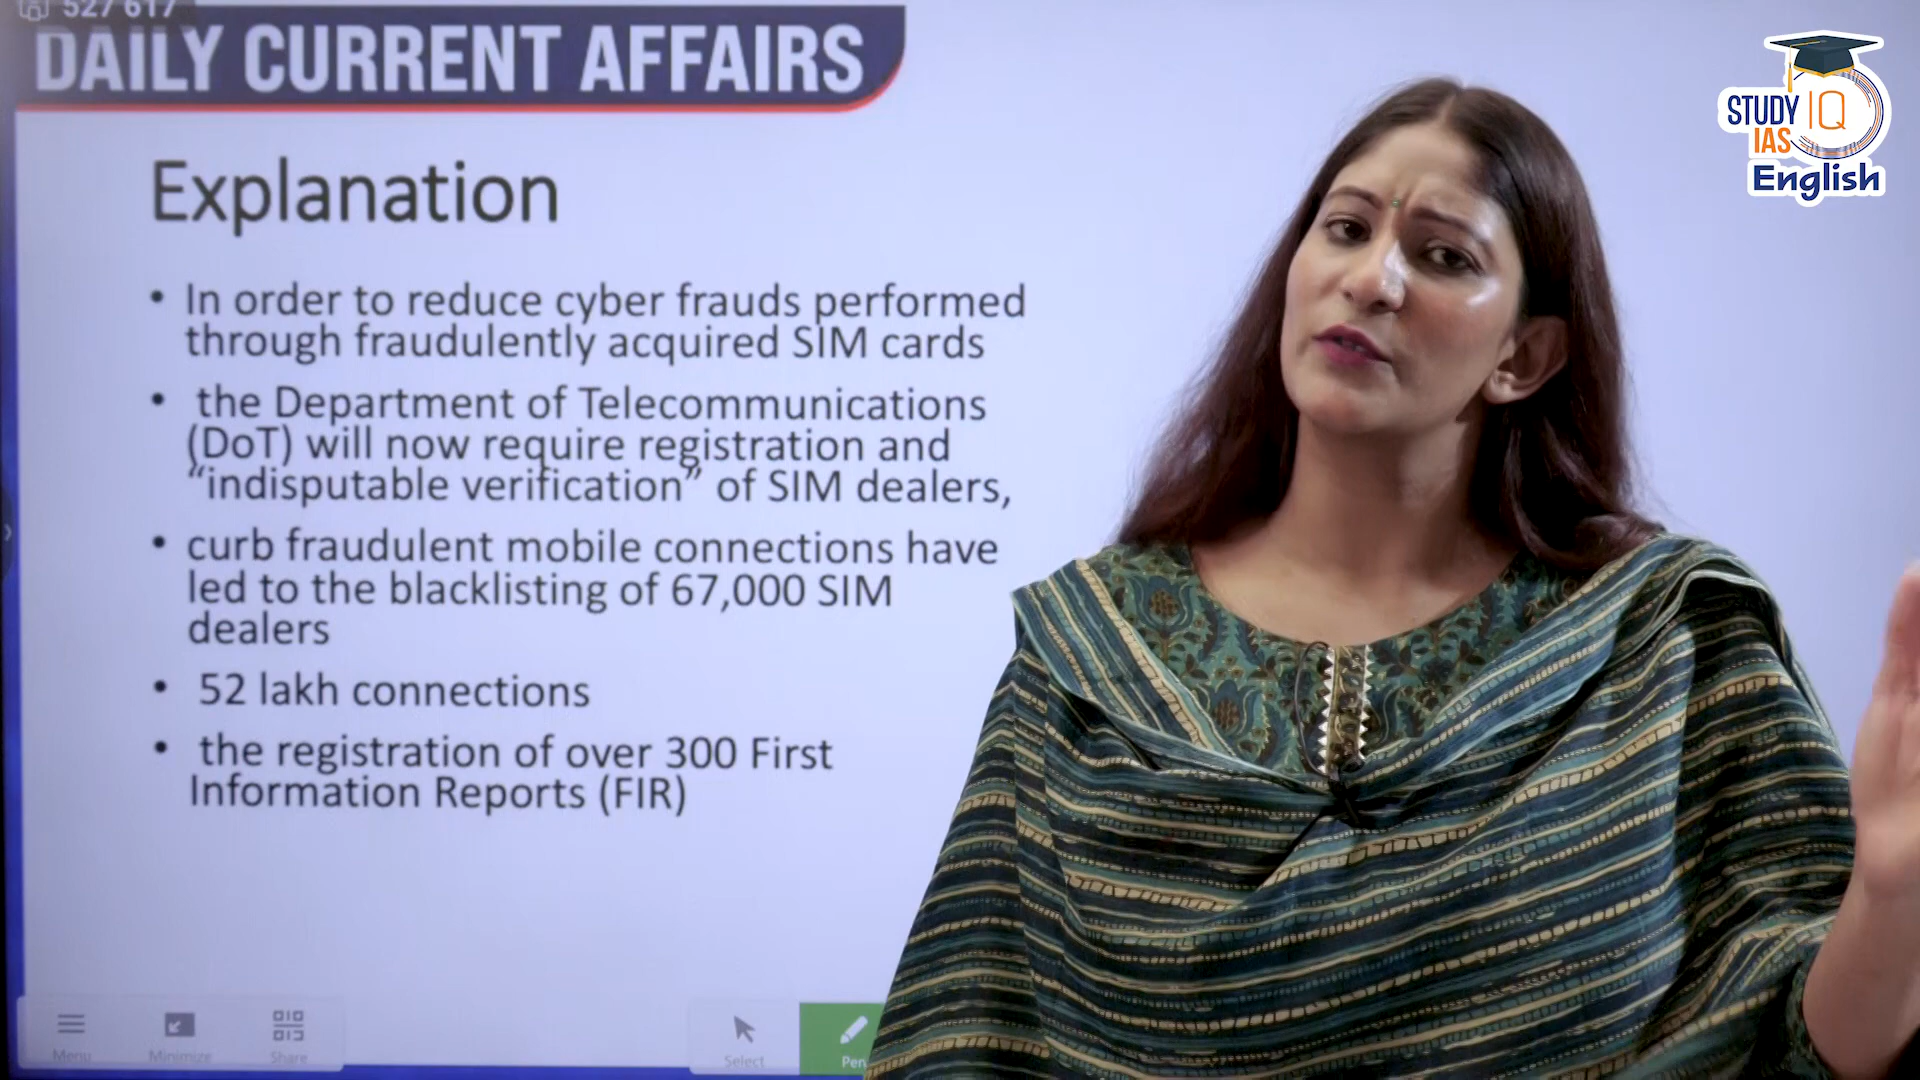 527 617
DAILY CURRENT AFFAIRS
STUDY IQ
IAS
English
Explanation
• In order to reduce cyber frauds performed
through fraudulently acquired SIM cards
• the Department of Telecommunications
(DoT) will now require registration and
“indisputable verification” of SIM dealers,
• curb fraudulent mobile connections have
led to the blacklisting of 67,000 SIM
dealers
• 52 lakh connections
• the registration of over 300 First
Information Reports (FIR)
Menu
Minimize
Share
Select
Pen